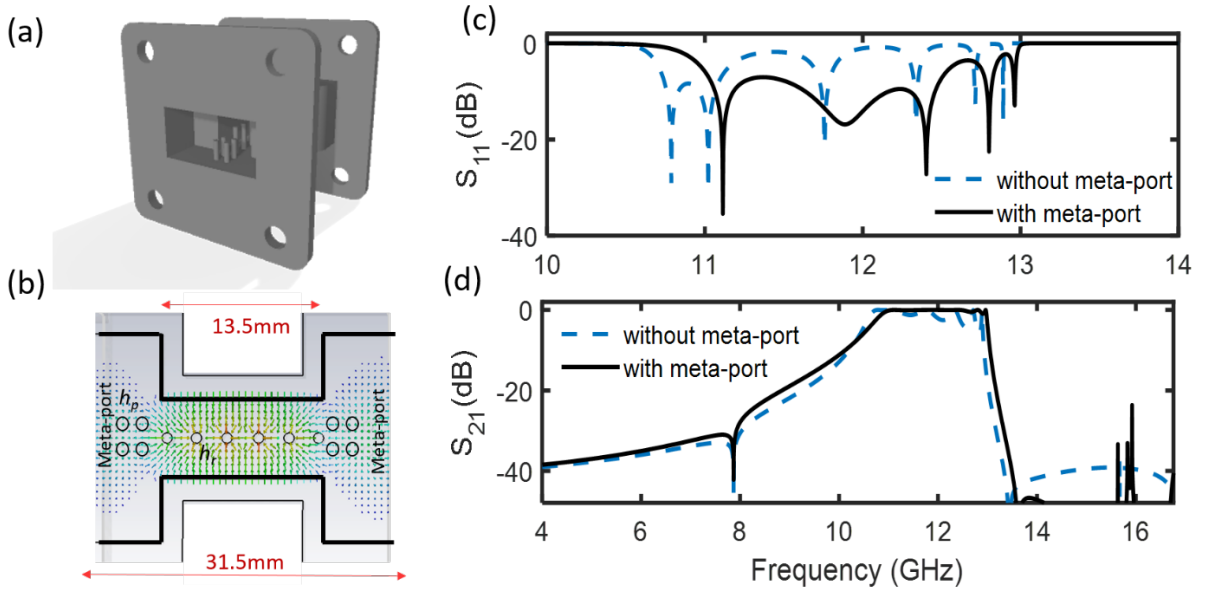 (a)
(b)
13.5mm
Meta-port
hp
hr
Meta-port
31.5mm
(c)
0
-20
-40
S11(dB)
without meta-port
with meta-port
10
11
12
13
14
(d)
0
-20
-40
S21(dB)
without meta-port
with meta-port
4
6
8
10
12
14
16
Frequency (GHz)